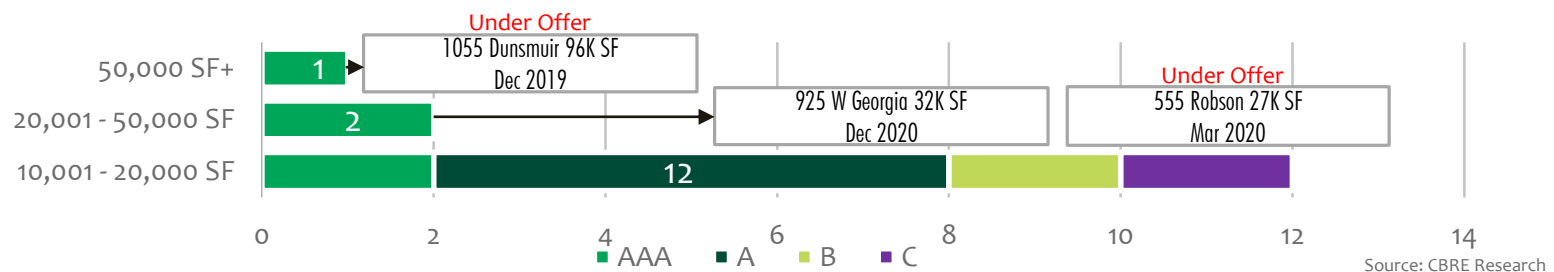 Under Offer
50,000 SF+
1
1055 Dunsmuir 96K SF
Dec 2019
20,001 - 50,000 SF
2
925 W Georgia 32K SF
Dec 2020
Under Offer
555 Robson 27K SF
Mar 2020
10,001 - 20,000 SF
12
0 2 4 6 8 10 12 14
AAA A B C
Source: CBRE Research